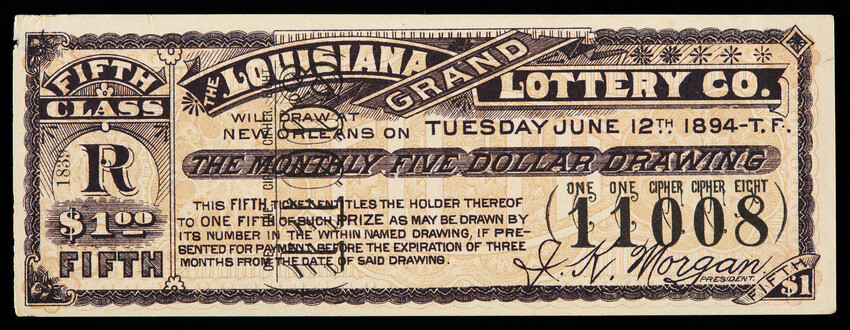 FIFTH
CLASS
R
$1.00
FIFTH
THE LOUISIANA
GRAND
LOTTERY CO.
WILL DRAW AT
NEW ORLEANS ON TUESDAY JUNE 12TH 1894-T.F.
THE MONTHLY FIVE DOLLAR DRAWING
THIS FIFTH TICKET ENTITLES THE HOLDER THEREOF
TO ONE FIFTH OF SUCH PRIZE AS MAY BE DRAWN BY
ITS NUMBER IN THE WITHIN NAMED DRAWING, IF PRE-
SENTED FOR PAYMENT BEFORE THE EXPIRATION OF THREE
MONTHS FROM THE DATE OF SAID DRAWING.
ONE ONE CIPHER CIPHER EIGHT
(11008)
J. K. Morgan
PRESIDENT.
FIFTH
$1